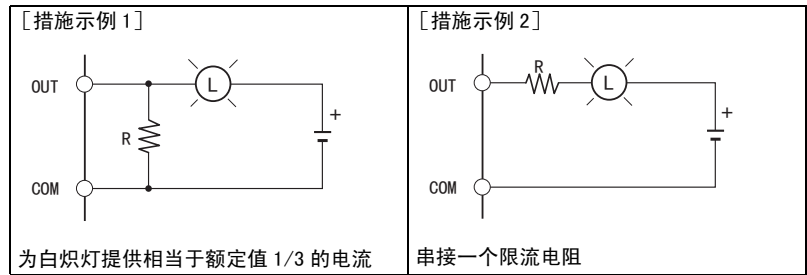 ［措施示例 1］
OUT
L
R
+
COM
为白炽灯提供相当于额定值 1/3 的电流
［措施示例 2］
R
OUT
L
+
COM
串接一个限流电阻